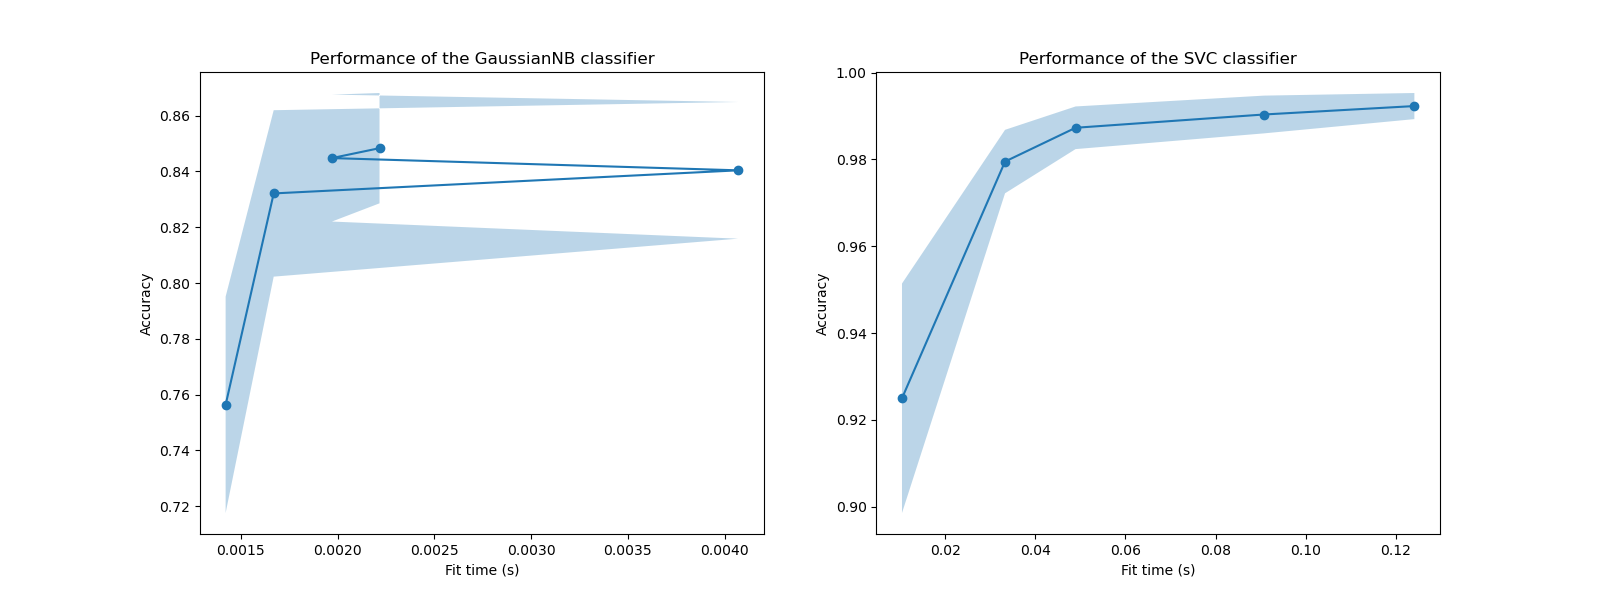 Performance of the GaussianNB classifier
Accuracy
0.86
0.84
0.82
0.80
0.78
0.76
0.74
0.72
0.0015 0.0020 0.0025 0.0030 0.0035 0.0040
Fit time (s)
Performance of the SVC classifier
Accuracy
1.00
0.98
0.96
0.94
0.92
0.90
0.02 0.04 0.06 0.08 0.10 0.12
Fit time (s)